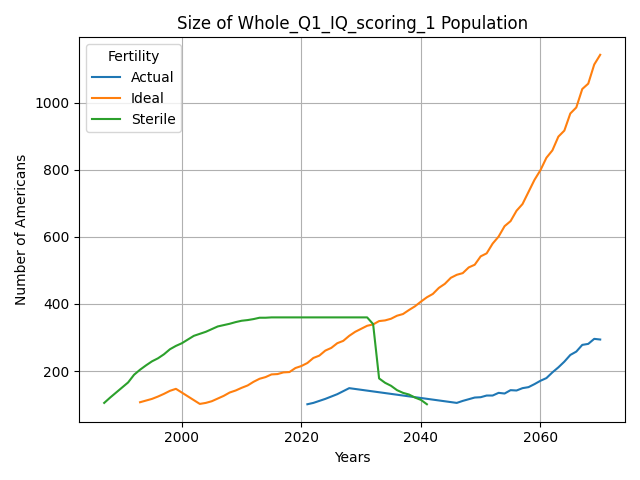 Size of Whole_Q1_IQ_scoring_1 Population
Fertility
Actual
Ideal
Sterile
Number of Americans
1000
800
600
400
200
2000
2020
2040
2060
Years